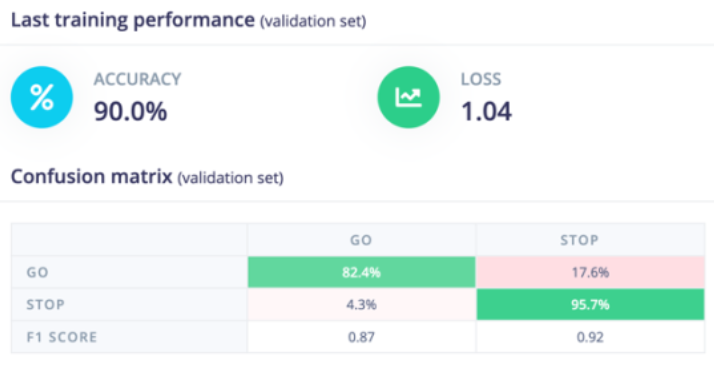 Last training performance (validation set)
% ACCURACY LOSS
90.0% 1.04
Confusion matrix (validation set)
GO STOP
GO 82.4% 17.6%
STOP 4.3% 95.7%
F1 SCORE 0.87 0.92